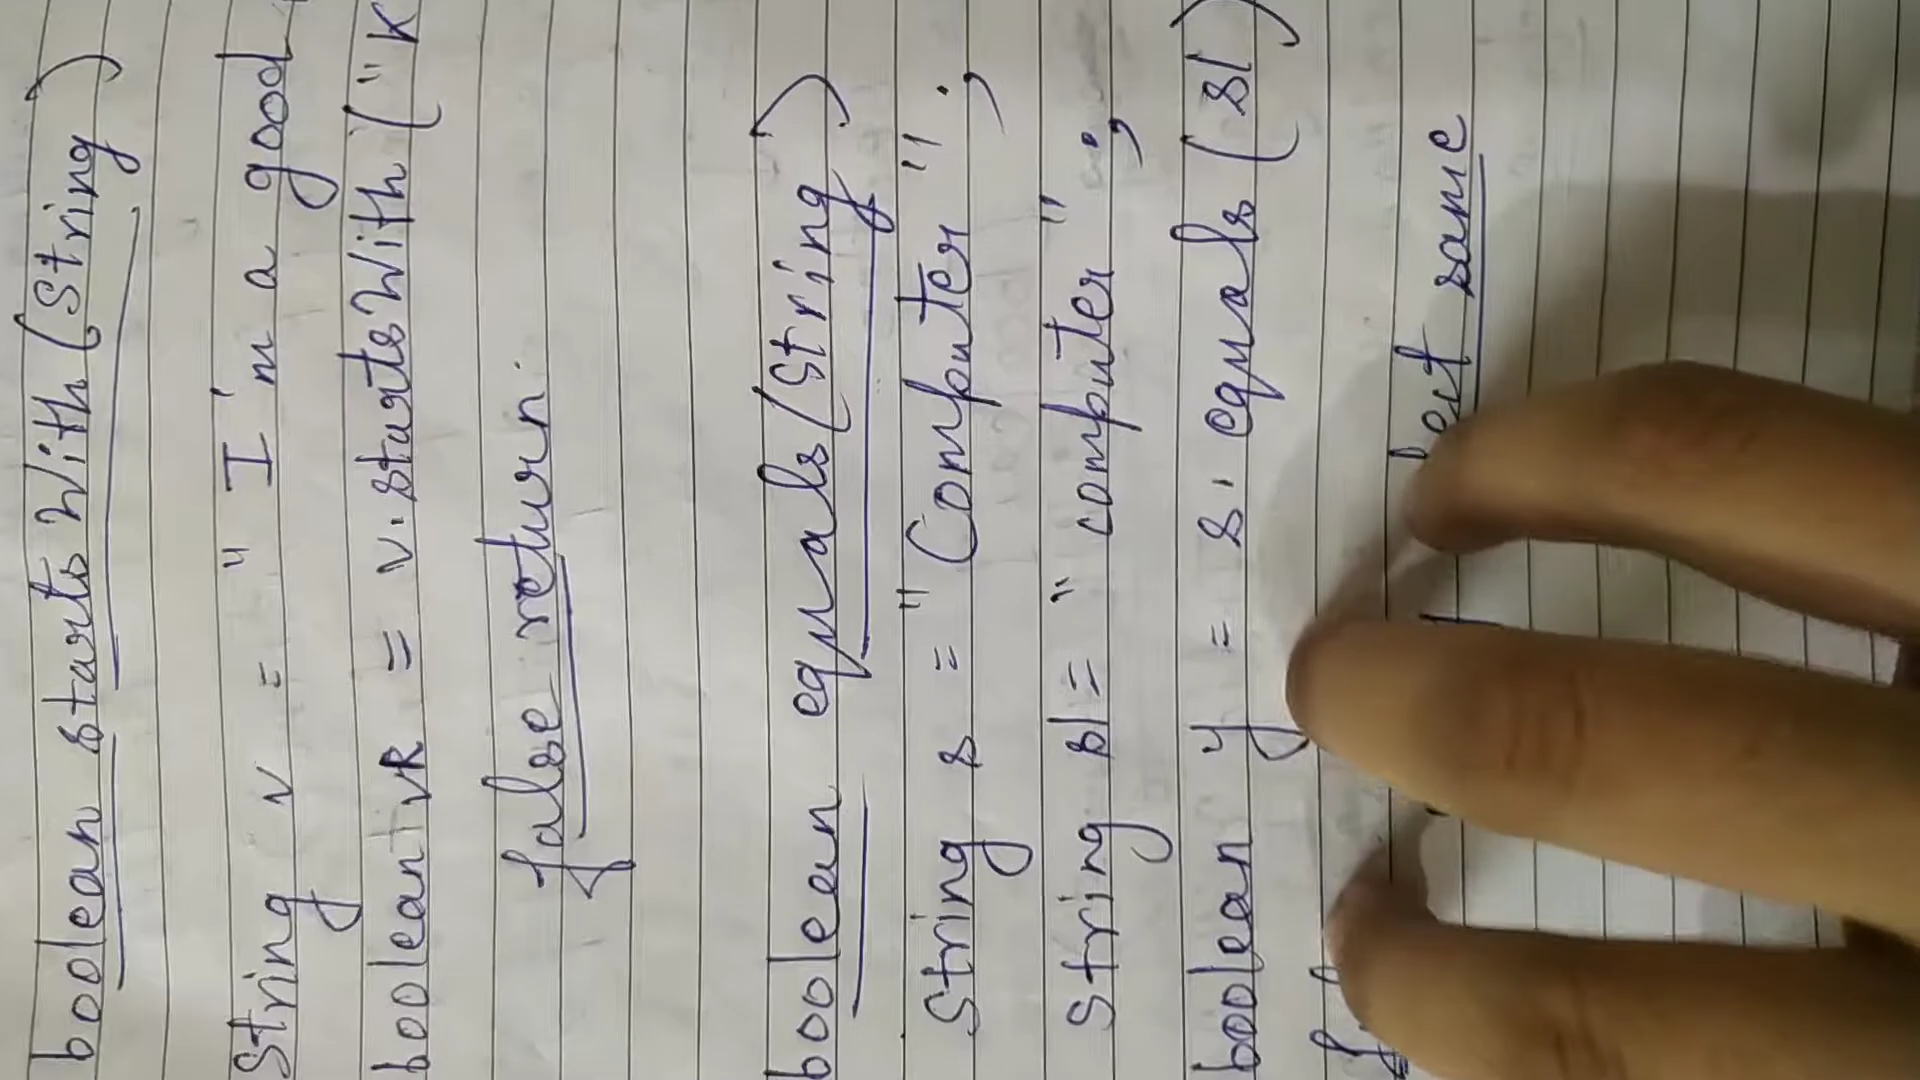 boolean startsWith(String)
String v = " I'm a good
boolean vR = v.startsWith("K
false return.
boolean equals(String)
String s = "Computer";
String s1 = "computer";
boolean y = s.equals(s1)
same